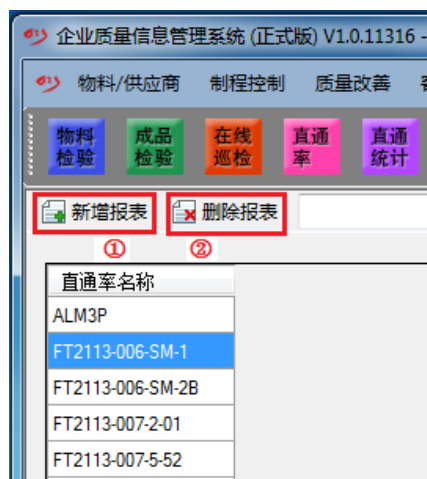 企业质量信息管理系统 (正式版) V1.0.11316 -
物料/供应商 制程控制 质量改善
物料检验 成品检验 在线巡检 直通率 直通统计
新增报表 删除报表
① ②
直通率名称
ALM3P
FT2113-006-SM-1
FT2113-006-SM-2B
FT2113-007-2-01
FT2113-007-5-52